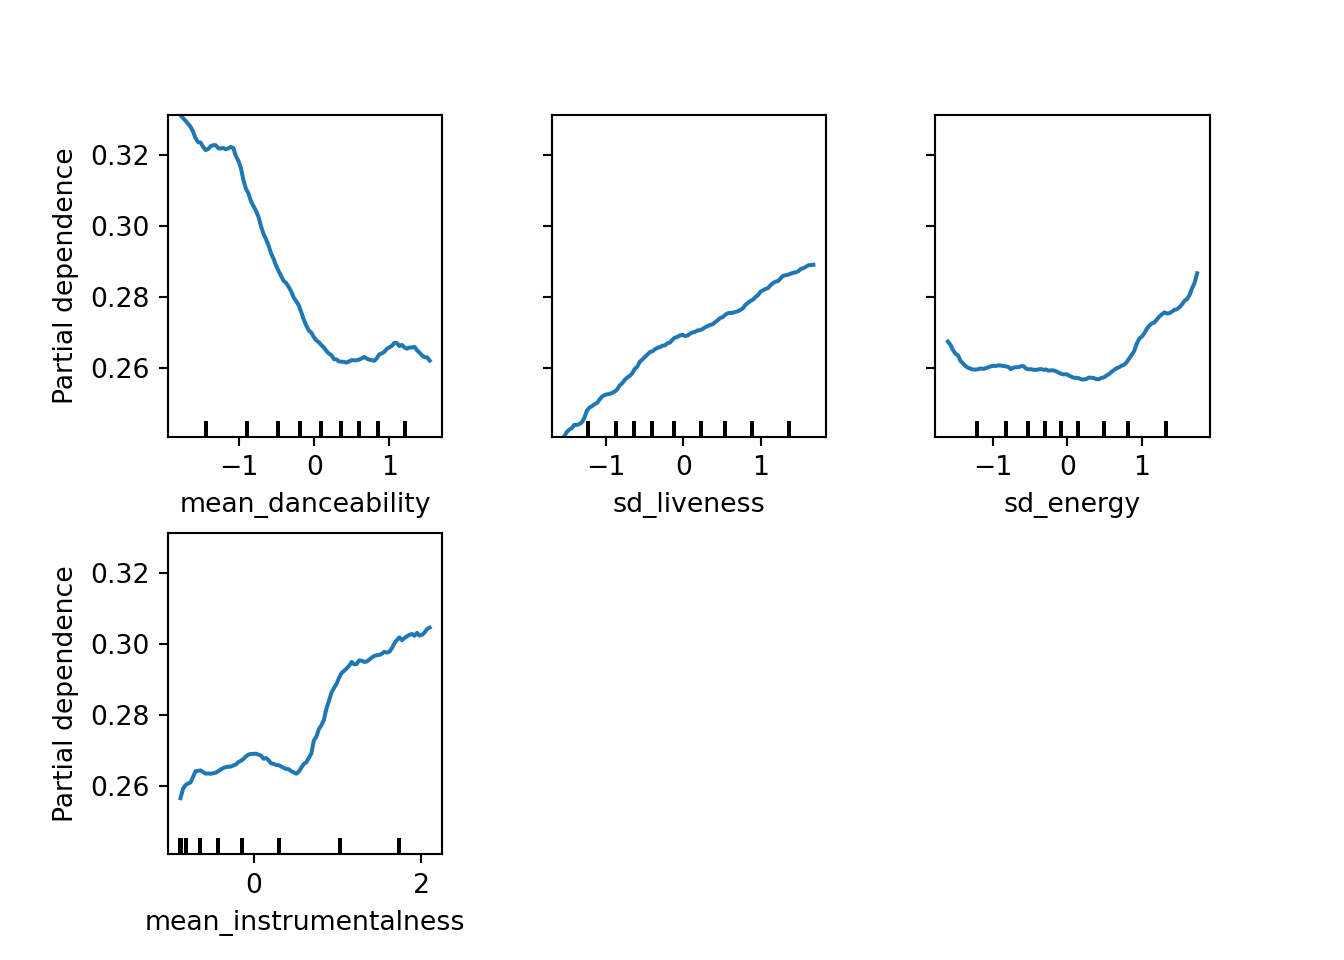 Partial dependence
0.32
0.30
0.28
0.26
−1 0 1
mean_danceability
−1 0 1
sd_liveness
−1 0 1
sd_energy
Partial dependence
0.32
0.30
0.28
0.26
0 2
mean_instrumentalness